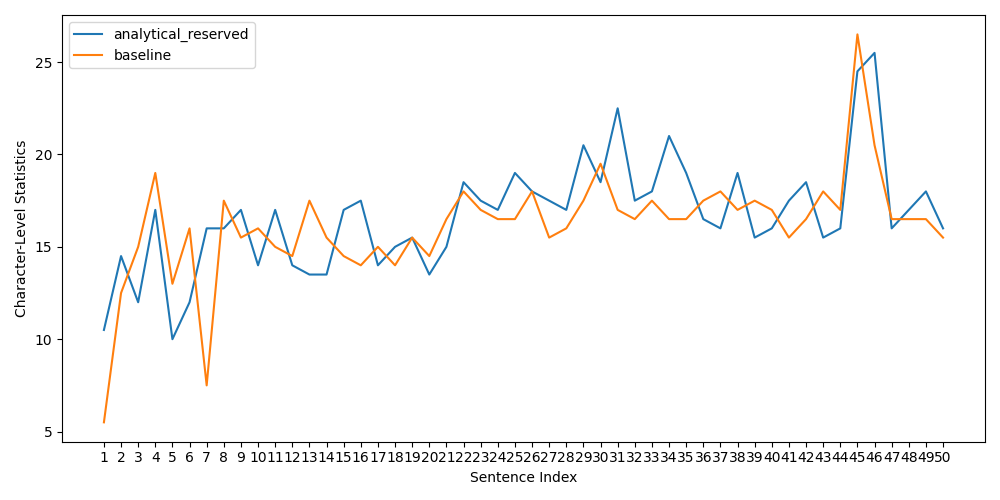 analytical_reserved
baseline
Character-Level Statistics
25
20
15
10
5
1 2 3 4 5 6 7 8 9 10 11 12 13 14 15 16 17 18 19 20 21 22 23 24 25 26 27 28 29 30 31 32 33 34 35 36 37 38 39 40 41 42 43 44 45 46 47 48 49 50
Sentence Index